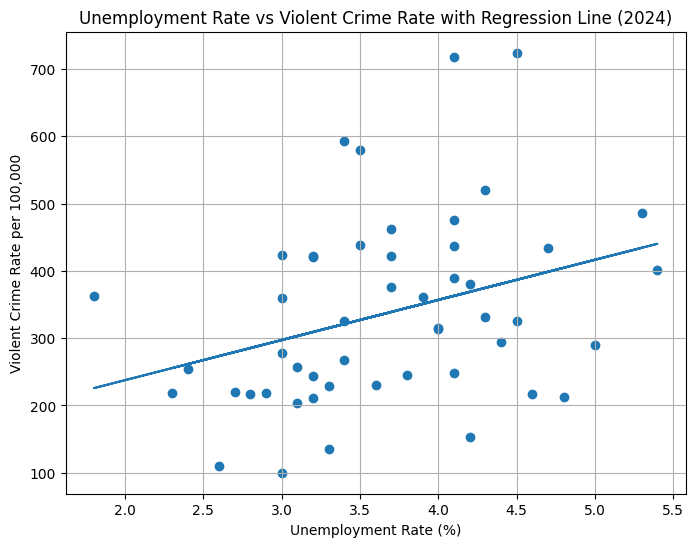 Unemployment Rate vs Violent Crime Rate with Regression Line (2024)
Violent Crime Rate per 100,000
700
600
500
400
300
200
100
2.0 2.5 3.0 3.5 4.0 4.5 5.0 5.5
Unemployment Rate (%)